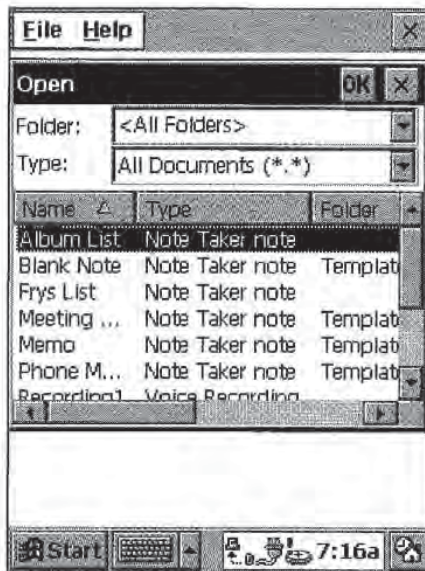 File Help
Open OK
Folder: <All Folders>
Type: All Documents (*.*)
Name Type Folder
Album List Note Taker note
Blank Note Note Taker note Templat
Frys List Note Taker note
Meeting ... Note Taker note Templat
Memo Note Taker note Templat
Phone M... Note Taker note Templat
Recording1 Voice Recording
Start 7:16a